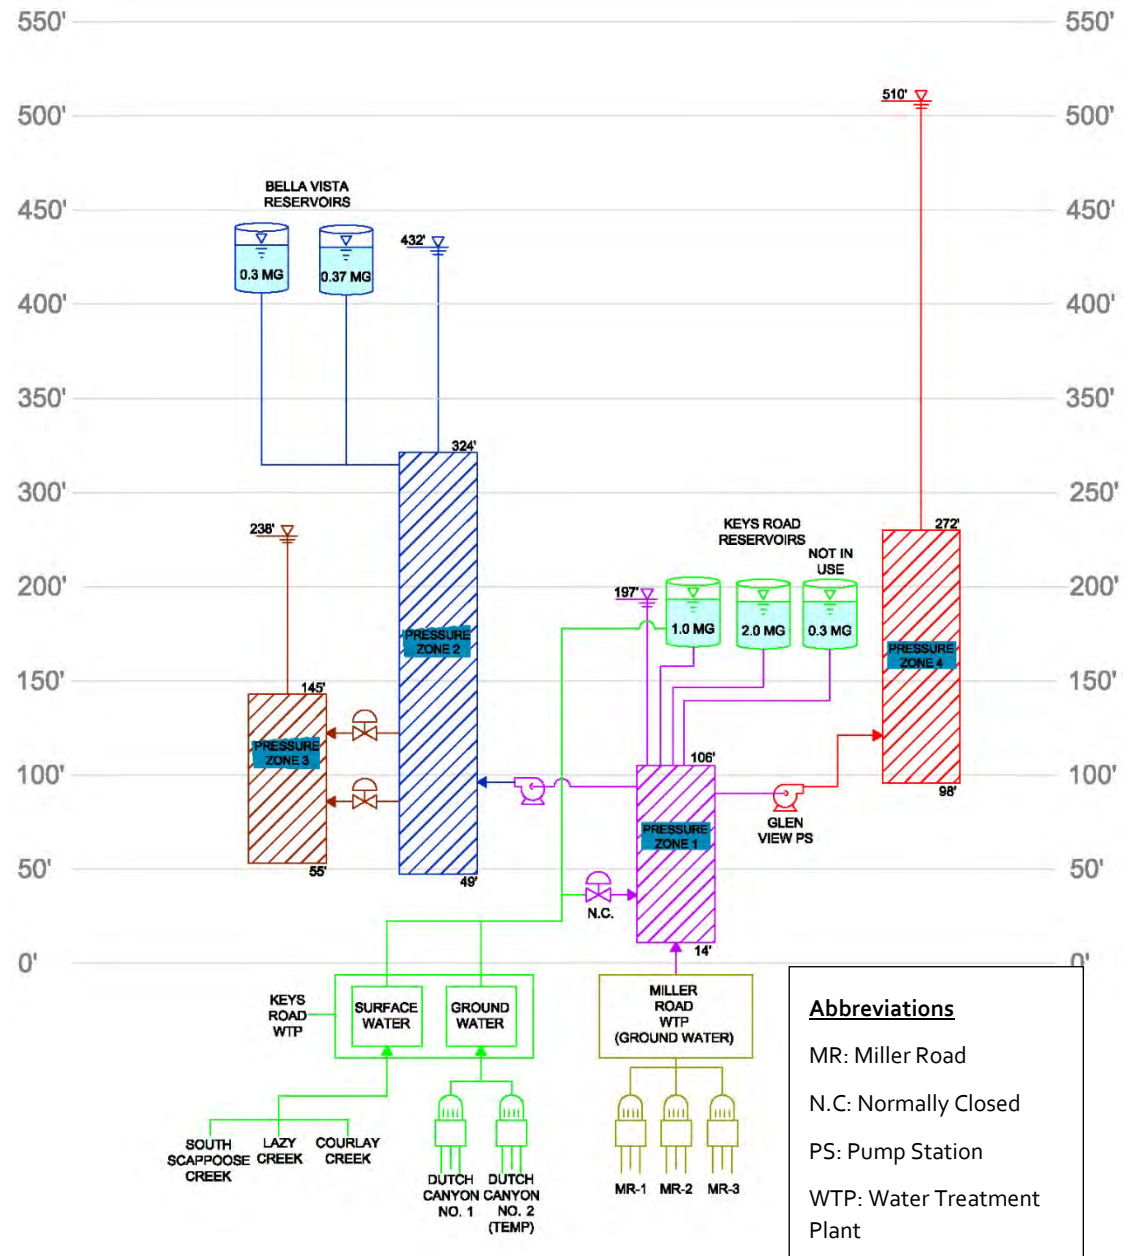 550'
550'
510'
500'
500'
BELLA VISTA
RESERVOIRS
450'
450'
432'
0.3 MG
0.37 MG
400'
400'
350'
350'
324'
300'
250'
238'
272'
KEYS ROAD
RESERVOIRS
NOT IN
USE
200'
200'
197'
1.0 MG
2.0 MG
0.3 MG
PRESSURE
ZONE 2
PRESSURE
ZONE 4
150'
150'
145'
PRESSURE
ZONE 3
106'
100'
100'
98'
GLEN
VIEW PS
PRESSURE
ZONE 1
50'
50'
55'
49'
N.C.
14'
0'
0'
KEYS
ROAD
WTP
SURFACE
WATER
GROUND
WATER
MILLER
ROAD
WTP
(GROUND WATER)
SOUTH
SCAPPOOSE
CREEK
LAZY
CREEK
COURLAY
CREEK
DUTCH
CANYON
NO. 1
DUTCH
CANYON
NO. 2
(TEMP)
MR-1
MR-2
MR-3
Abbreviations
MR: Miller Road
N.C: Normally Closed
PS: Pump Station
WTP: Water Treatment
Plant